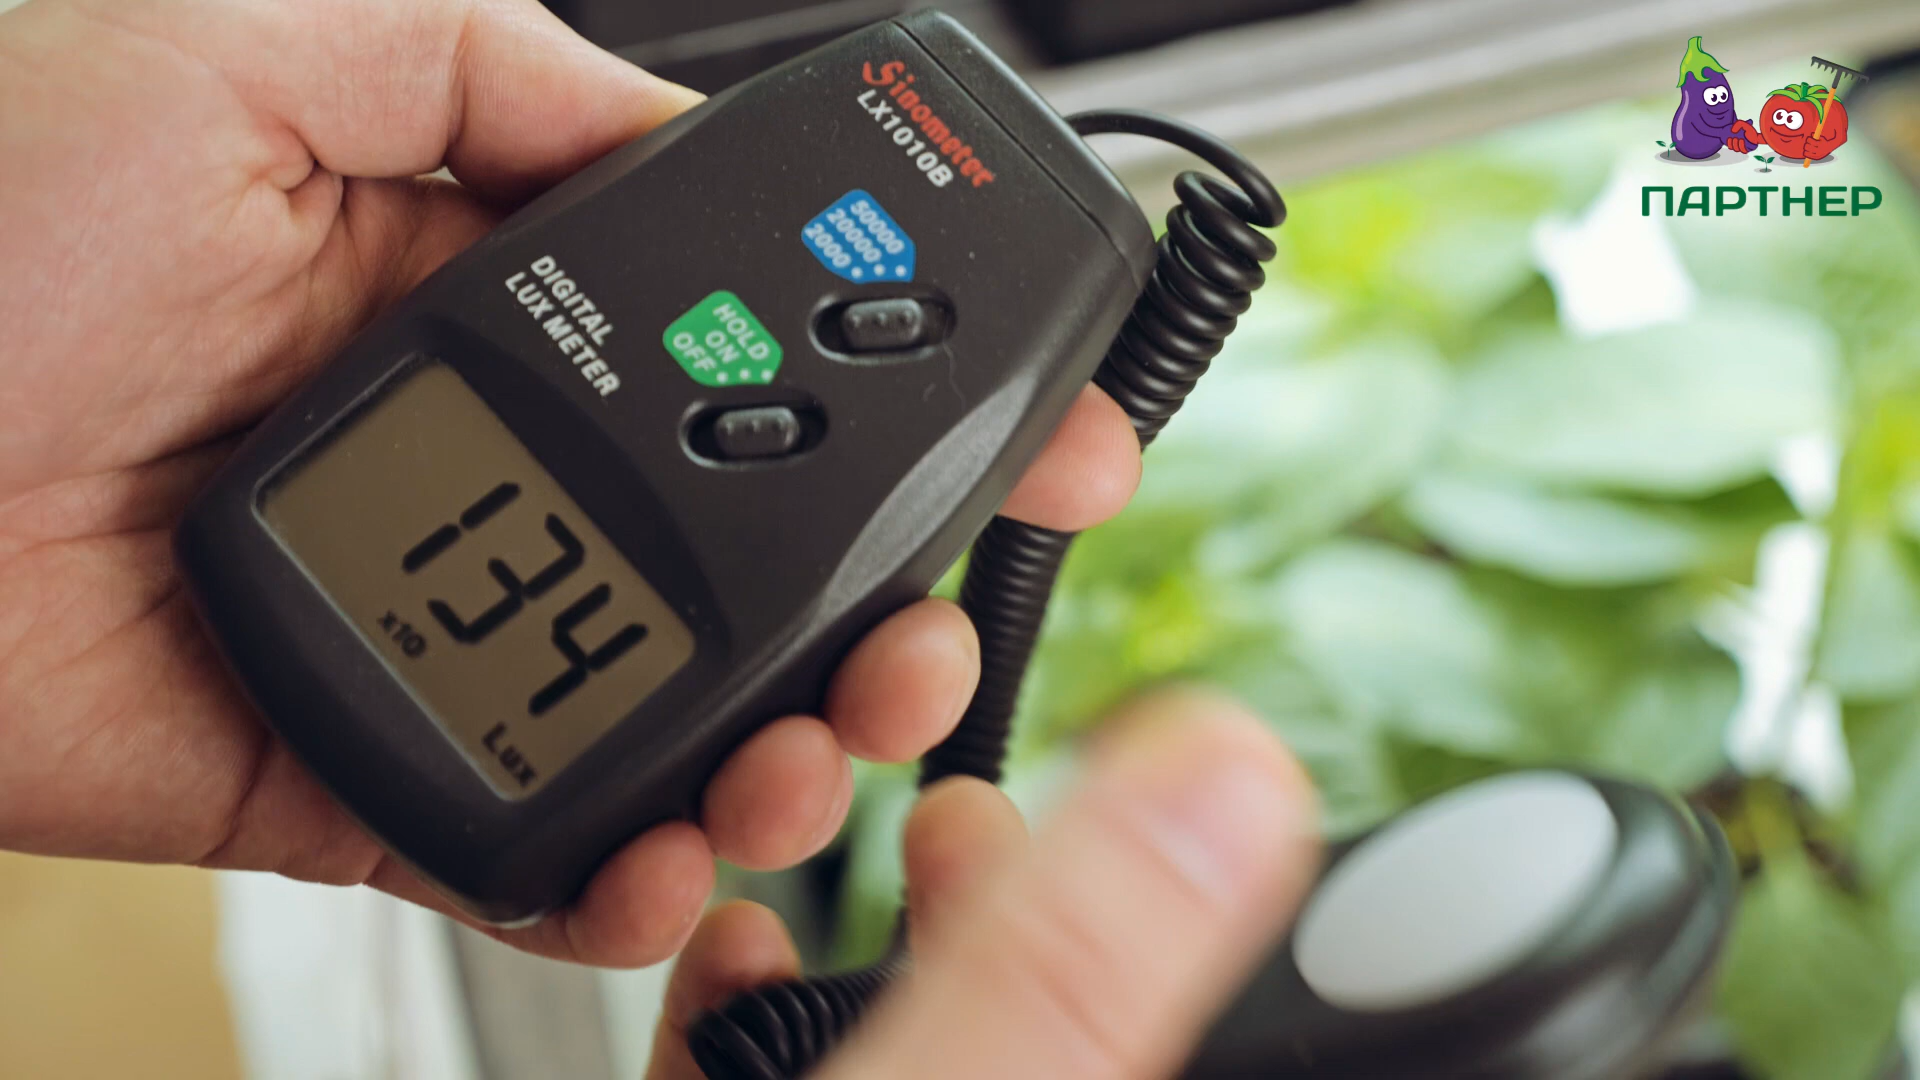 Sinometer
LX1010B
50000
20000
2000
HOLD
ON
OFF
DIGITAL
LUX METER
134
x10
Lux
ПАРТНЕР